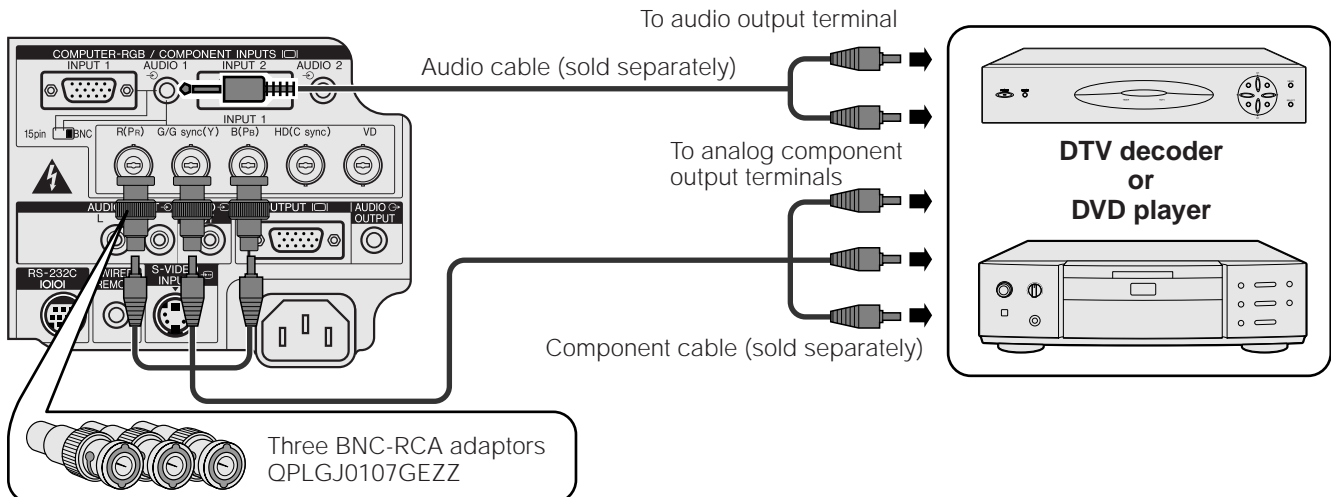 To audio output terminal
COMPUTER-RGB / COMPONENT INPUTS
INPUT 1 AUDIO 1 INPUT 2 AUDIO 2
Audio cable (sold separately)
INPUT 1
15pin BNC R(PR) G/G sync(Y) B(PB) HD(C sync) VD
To analog component
output terminals
DTV decoder
or
DVD player
L OUTPUT AUDIO
OUTPUT
RS-232C S-VIDEO
IOIOI
Component cable (sold separately)
Three BNC-RCA adaptors
QPLGJ0107GEZZ